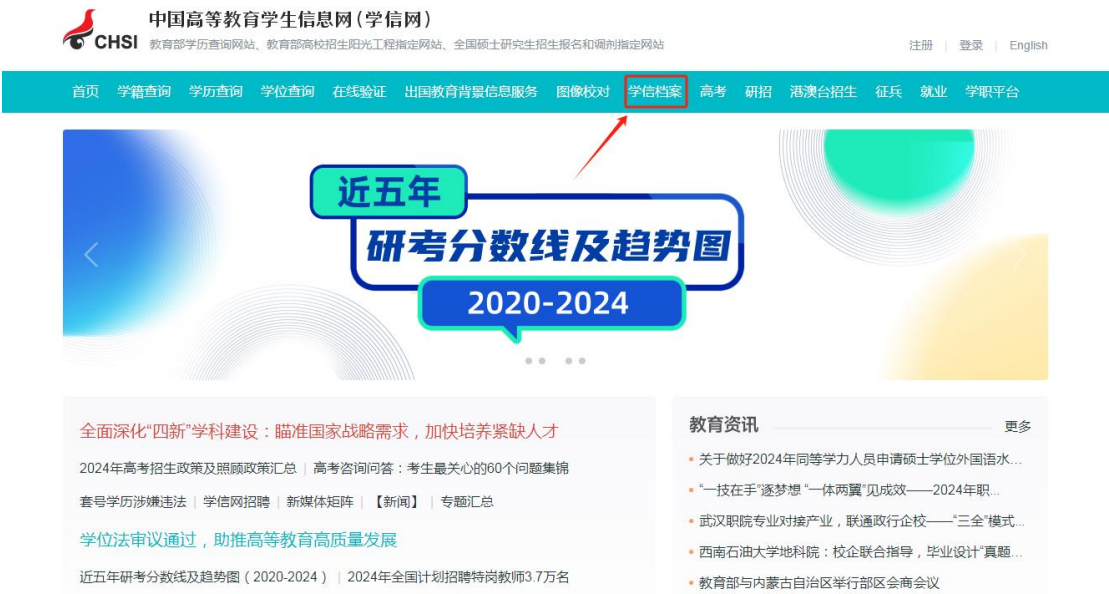 中国高等教育学生信息网(学信网)
CHSI 教育部学历查询网站、教育部高校招生阳光工程指定网站、全国硕士研究生招生报名和调剂指定网站
注册 | 登录 | English
首页 学籍查询 学历查询 学位查询 在线验证 出国教育背景信息服务 图像校对 学信档案 高考 研招 港澳台招生 征兵 就业 学职平台
近五年
研考分数线及趋势图
2020-2024
全面深化“四新”学科建设：瞄准国家战略需求，加快培养紧缺人才
2024年高考招生政策及照顾政策汇总 | 高考咨询问答：考生最关心的60个问题集锦
套号学历涉嫌违法 | 学信网招聘 | 新媒体矩阵 | 【新闻】 | 专题汇总
学位法审议通过，助推高等教育高质量发展
近五年研考分数线及趋势图（2020-2024） | 2024年全国计划招聘特岗教师3.7万名
教育资讯 更多
关于做好2024年同等学力人员申请硕士学位外国语水...
“一技在手”逐梦想 “一体两翼”见成效——2024年职...
武汉职院专业对接产业，联通政行企校——“三全”模式...
西南石油大学地科院：校企联合指导，毕业设计“真题...
教育部与内蒙古自治区举行部区会商会议